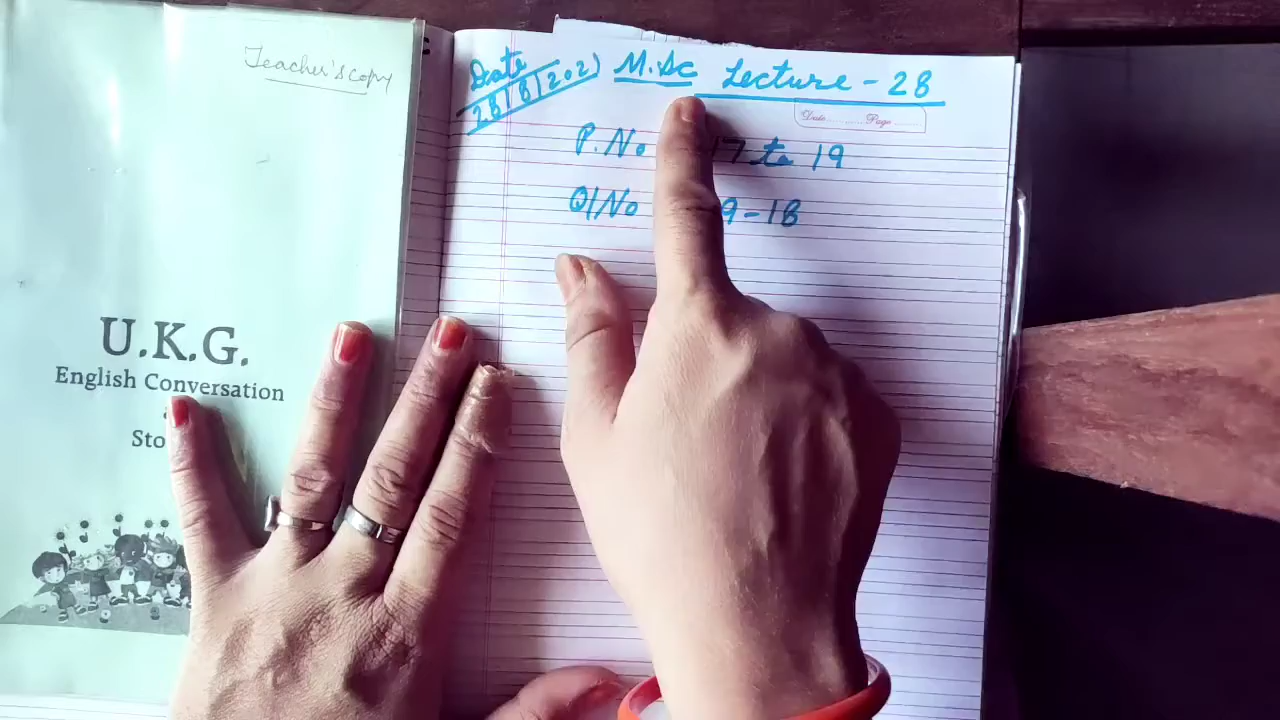 Teacher's copy
U.K.G.
English Conversation
Date
28/8/2021
M.Sc Lecture - 28
Date ......... Page .......
P.No 17 to 19
Q/No 9-18